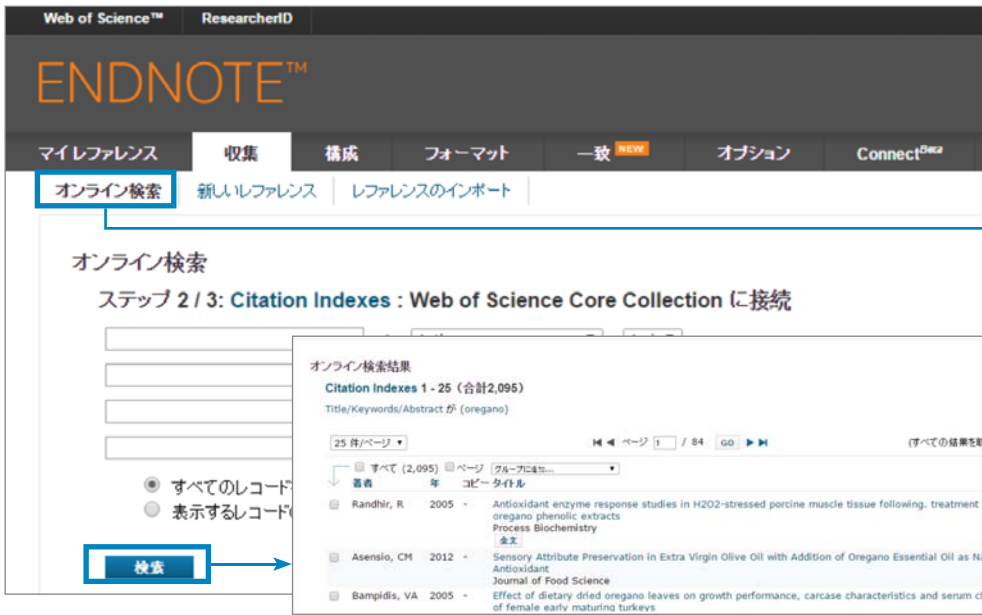 Web of Science™ ResearcherID
ENDNOTE™
マイレファレンス 収集 構成 フォーマット 一致 NEW オプション Connect Beta
オンライン検索 新しいレファレンス レファレンスのインポート
オンライン検索
ステップ 2 / 3: Citation Indexes : Web of Science Core Collection に接続
すべてのレコード
表示するレコード
検索
オンライン検索結果
Citation Indexes 1 - 25 (合計2,095)
Title/Keywords/Abstract が (oregano)
25 件/ページ ページ 1 / 84 GO (すべての結果を
すべて (2,095) ページ グループに追加...
著者 年 コピー タイトル
Randhir, R 2005 - Antioxidant enzyme response studies in H2O2-stressed porcine muscle tissue following. treatment
oregano phenolic extracts
Process Biochemistry
全文
Asensio, CM 2012 - Sensory Attribute Preservation in Extra Virgin Olive Oil with Addition of Oregano Essential Oil as
Antioxidant
Journal of Food Science
Bampidis, VA 2005 - Effect of dietary dried oregano leaves on growth performance, carcase characteristics and serum
of female early maturing turkeys